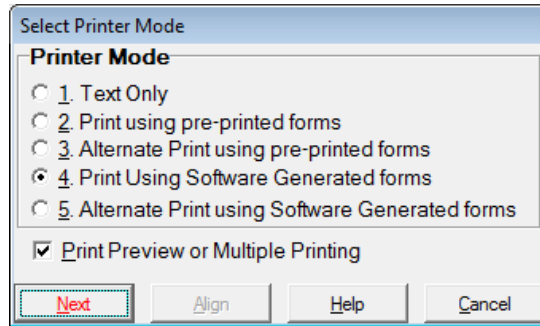 Select Printer Mode
Printer Mode
1. Text Only
2. Print using pre-printed forms
3. Alternate Print using pre-printed forms
4. Print Using Software Generated forms
5. Alternate Print using Software Generated forms
Print Preview or Multiple Printing
Next Align Help Cancel